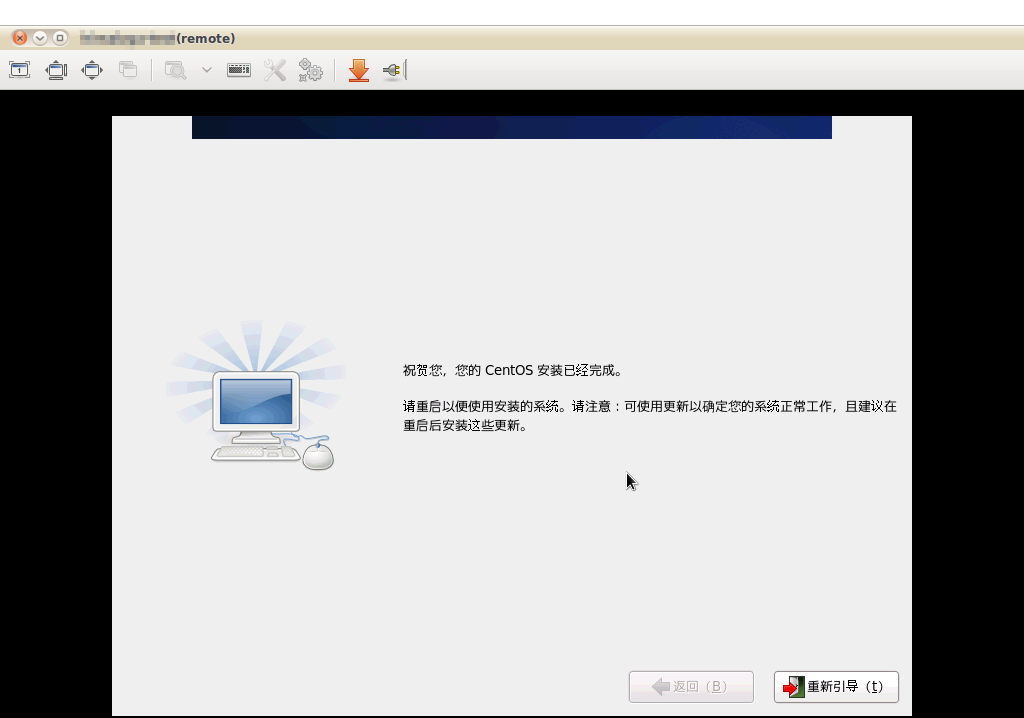 (remote)
祝贺您，您的 CentOS 安装已经完成。
请重启以便使用安装的系统。请注意：可使用更新以确定您的系统正常工作，且建议在
重启后安装这些更新。
返回 (B)
重新引导 (t)